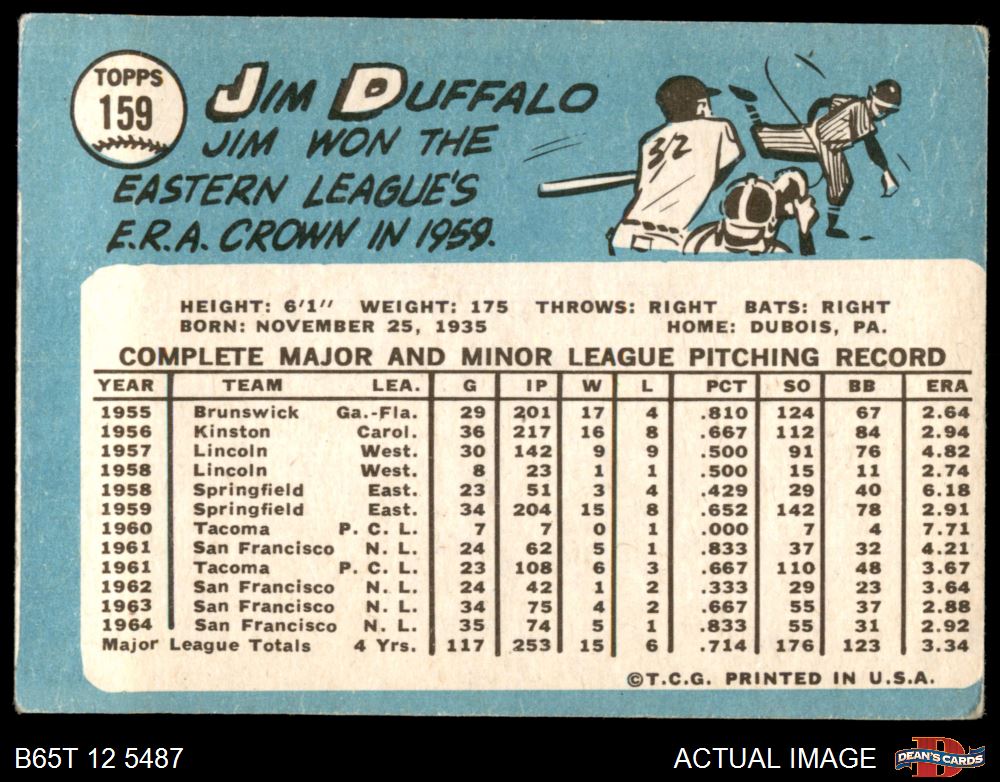 TOPPS
159
JIM DUFFALO
JIM WON THE
EASTERN LEAGUE'S
E.R.A. CROWN IN 1959.
32
HEIGHT: 6'1" WEIGHT: 175 THROWS: RIGHT BATS: RIGHT
BORN: NOVEMBER 25, 1935 HOME: DUBOIS, PA.
COMPLETE MAJOR AND MINOR LEAGUE PITCHING RECORD
YEAR TEAM LEA. G IP W L PCT SO BB ERA
1955 Brunswick Ga.-Fla. 29 201 17 4 .810 124 67 2.64
1956 Kinston Carol. 36 217 16 8 .667 112 84 2.94
1957 Lincoln West. 30 142 9 9 .500 91 76 4.82
1958 Lincoln West. 8 23 1 1 .500 15 11 2.74
1958 Springfield East. 23 51 3 4 .429 29 40 6.18
1959 Springfield East. 34 204 15 8 .652 142 78 2.91
1960 Tacoma P. C. L. 7 7 0 1 .000 7 4 7.71
1961 San Francisco N. L. 24 62 5 1 .833 37 32 4.21
1961 Tacoma P. C. L. 23 108 6 3 .667 110 48 3.67
1962 San Francisco N. L. 24 42 1 2 .333 29 23 3.64
1963 San Francisco N. L. 34 75 4 2 .667 55 37 2.88
1964 San Francisco N. L. 35 74 5 1 .833 55 31 2.92
Major League Totals 4 Yrs. 117 253 15 6 .714 176 123 3.34
©T.C.G. PRINTED IN U.S.A.
B65T 12 5487 ACTUAL IMAGE
DEAN'S CARDS